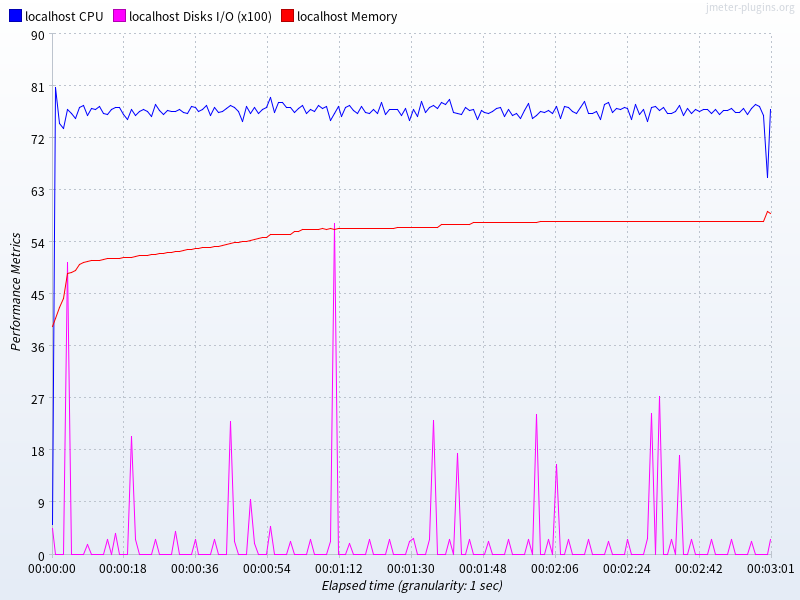 localhost CPU localhost Disks I/O (x100) localhost Memory
jmeter-plugins.org
90
81
72
63
54
45
36
27
18
9
0
Performance Metrics
00:00:00 00:00:18 00:00:36 00:00:54 00:01:12 00:01:30 00:01:48 00:02:06 00:02:24 00:02:42 00:03:01
Elapsed time (granularity: 1 sec)